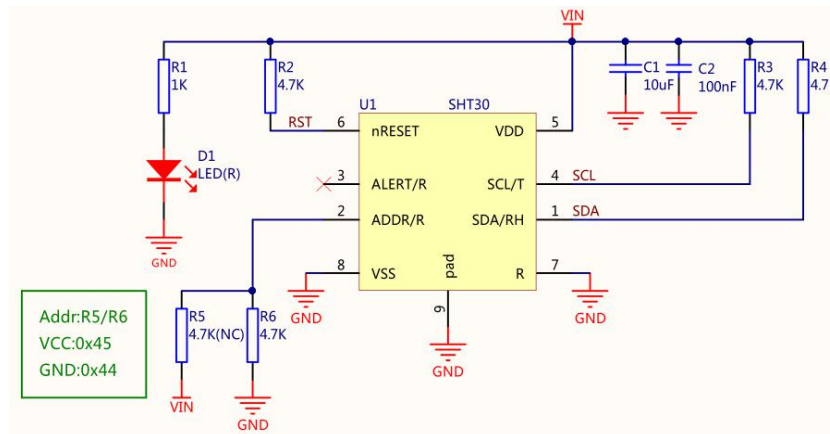 VIN
R1
1K
R2
4.7K
C1
10uF
C2
100nF
R3
4.7K
R4
4.7
U1
SHT30
RST
6
nRESET
VDD
5
D1
LED(R)
3
ALERT/R
SCL/T
4
SCL
2
ADDR/R
SDA/RH
1
SDA
GND
8
VSS
pad
R
7
GND
GND
9
GND
Addr:R5/R6
VCC:0x45
GND:0x44
R5
4.7K(NC)
R6
4.7K
VIN
GND